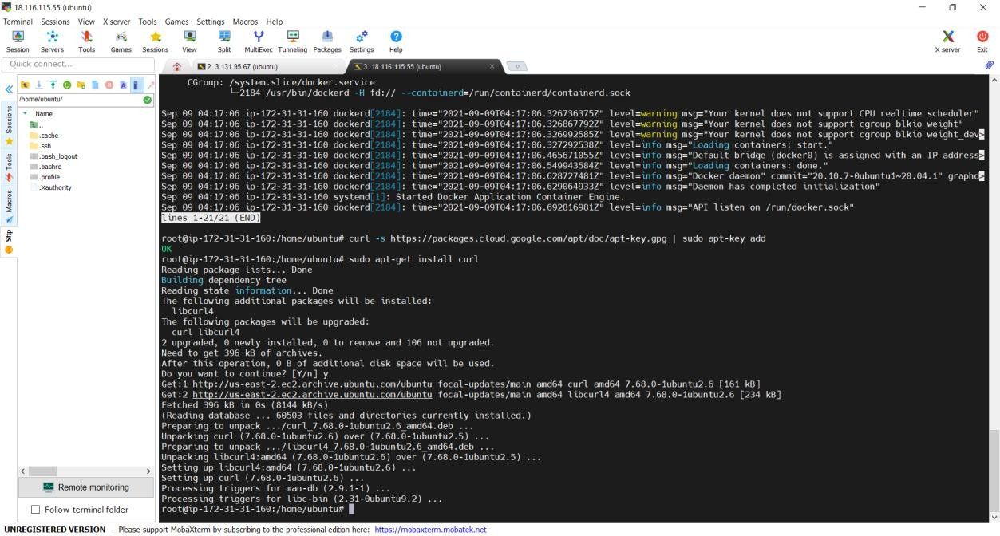 18.116.115.55 (ubuntu)
Terminal Sessions View X server Tools Games Settings Macros Help
Session Servers Tools Games Sessions View Split MultiExec Tunneling Packages Settings Help X server Exit
Quick connect...
2. 3.131.95.67 (ubuntu)
3. 18.116.115.55 (ubuntu)
/home/ubuntu/
Name
..
.cache
.ssh
.bash_logout
.bashrc
.profile
.Xauthority
Sessions
Tools
Macros
Sftp
CGroup: /system.slice/docker.service
└─2184 /usr/bin/dockerd -H fd:// --containerd=/run/containerd/containerd.sock
Sep 09 04:17:06 ip-172-31-31-160 dockerd[2184]: time="2021-09-09T04:17:06.326736375Z" level=warning msg="Your kernel does not support CPU realtime scheduler"
Sep 09 04:17:06 ip-172-31-31-160 dockerd[2184]: time="2021-09-09T04:17:06.326867792Z" level=warning msg="Your kernel does not support cgroup blkio weight"
Sep 09 04:17:06 ip-172-31-31-160 dockerd[2184]: time="2021-09-09T04:17:06.326992585Z" level=warning msg="Your kernel does not support cgroup blkio weight_dev>
Sep 09 04:17:06 ip-172-31-31-160 dockerd[2184]: time="2021-09-09T04:17:06.327292538Z" level=info msg="Loading containers: start."
Sep 09 04:17:06 ip-172-31-31-160 dockerd[2184]: time="2021-09-09T04:17:06.465671055Z" level=info msg="Default bridge (docker0) is assigned with an IP address>
Sep 09 04:17:06 ip-172-31-31-160 dockerd[2184]: time="2021-09-09T04:17:06.549943584Z" level=info msg="Loading containers: done."
Sep 09 04:17:06 ip-172-31-31-160 dockerd[2184]: time="2021-09-09T04:17:06.628727481Z" level=info msg="Docker daemon" commit="20.10.7-0ubuntu1~20.04.1" graphd>
Sep 09 04:17:06 ip-172-31-31-160 dockerd[2184]: time="2021-09-09T04:17:06.629064933Z" level=info msg="Daemon has completed initialization"
Sep 09 04:17:06 ip-172-31-31-160 systemd[1]: Started Docker Application Container Engine.
Sep 09 04:17:06 ip-172-31-31-160 dockerd[2184]: time="2021-09-09T04:17:06.692816981Z" level=info msg="API listen on /run/docker.sock"
lines 1-21/21 (END)
root@ip-172-31-31-160:/home/ubuntu# curl -s https://packages.cloud.google.com/apt/doc/apt-key.gpg | sudo apt-key add
OK
root@ip-172-31-31-160:/home/ubuntu# sudo apt-get install curl
Reading package lists... Done
Building dependency tree
Reading state information... Done
The following additional packages will be installed:
libcurl4
The following packages will be upgraded:
curl libcurl4
2 upgraded, 0 newly installed, 0 to remove and 106 not upgraded.
Need to get 396 kB of archives.
After this operation, 0 B of additional disk space will be used.
Do you want to continue? [Y/n] y
Get:1 http://us-east-2.ec2.archive.ubuntu.com/ubuntu focal-updates/main amd64 curl amd64 7.68.0-1ubuntu2.6 [161 kB]
Get:2 http://us-east-2.ec2.archive.ubuntu.com/ubuntu focal-updates/main amd64 libcurl4 amd64 7.68.0-1ubuntu2.6 [234 kB]
Fetched 396 kB in 0s (8144 kB/s)
(Reading database ... 60503 files and directories currently installed.)
Preparing to unpack .../curl_7.68.0-1ubuntu2.6_amd64.deb ...
Unpacking curl (7.68.0-1ubuntu2.6) over (7.68.0-1ubuntu2.5) ...
Preparing to unpack .../libcurl4_7.68.0-1ubuntu2.6_amd64.deb ...
Unpacking libcurl4:amd64 (7.68.0-1ubuntu2.6) over (7.68.0-1ubuntu2.5) ...
Setting up libcurl4:amd64 (7.68.0-1ubuntu2.6) ...
Setting up curl (7.68.0-1ubuntu2.6) ...
Processing triggers for man-db (2.9.1-1) ...
Processing triggers for libc-bin (2.31-0ubuntu9.2) ...
root@ip-172-31-31-160:/home/ubuntu#
Remote monitoring
Follow terminal folder
UNREGISTERED VERSION - Please support MobaXterm by subscribing to the professional edition here: https://mobaxterm.mobatek.net